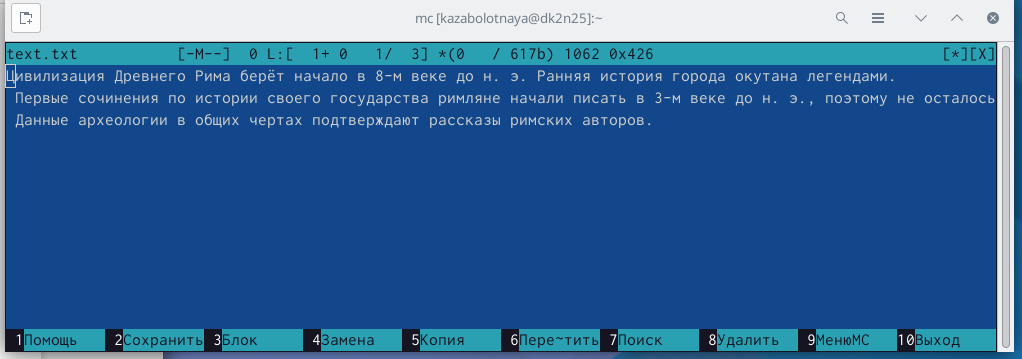 mc [kazabolotnaya@dk2n25]:~
text.txt [-M--] 0 L:[ 1+ 0 1/ 3] *(0 / 617b) 1062 0x426 [*][X]
Цивилизация Древнего Рима берёт начало в 8-м веке до н. э. Ранняя история города окутана легендами.
Первые сочинения по истории своего государства римляне начали писать в 3-м веке до н. э., поэтому не осталось
Данные археологии в общих чертах подтверждают рассказы римских авторов.
1Помощь 2Сохранить 3Блок 4Замена 5Копия 6Пере~тить 7Поиск 8Удалить 9МенюМС 10Выход